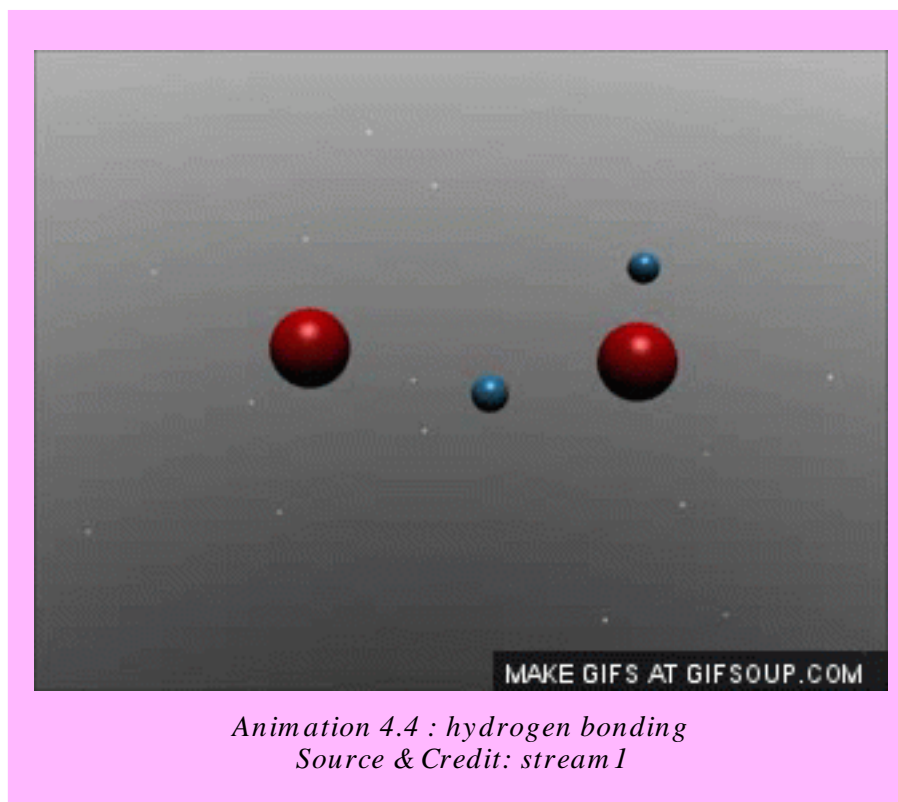 MAKE GIFS AT GIFSOUP.COM
Animation 4.4 : hydrogen bonding
Source & Credit: stream1